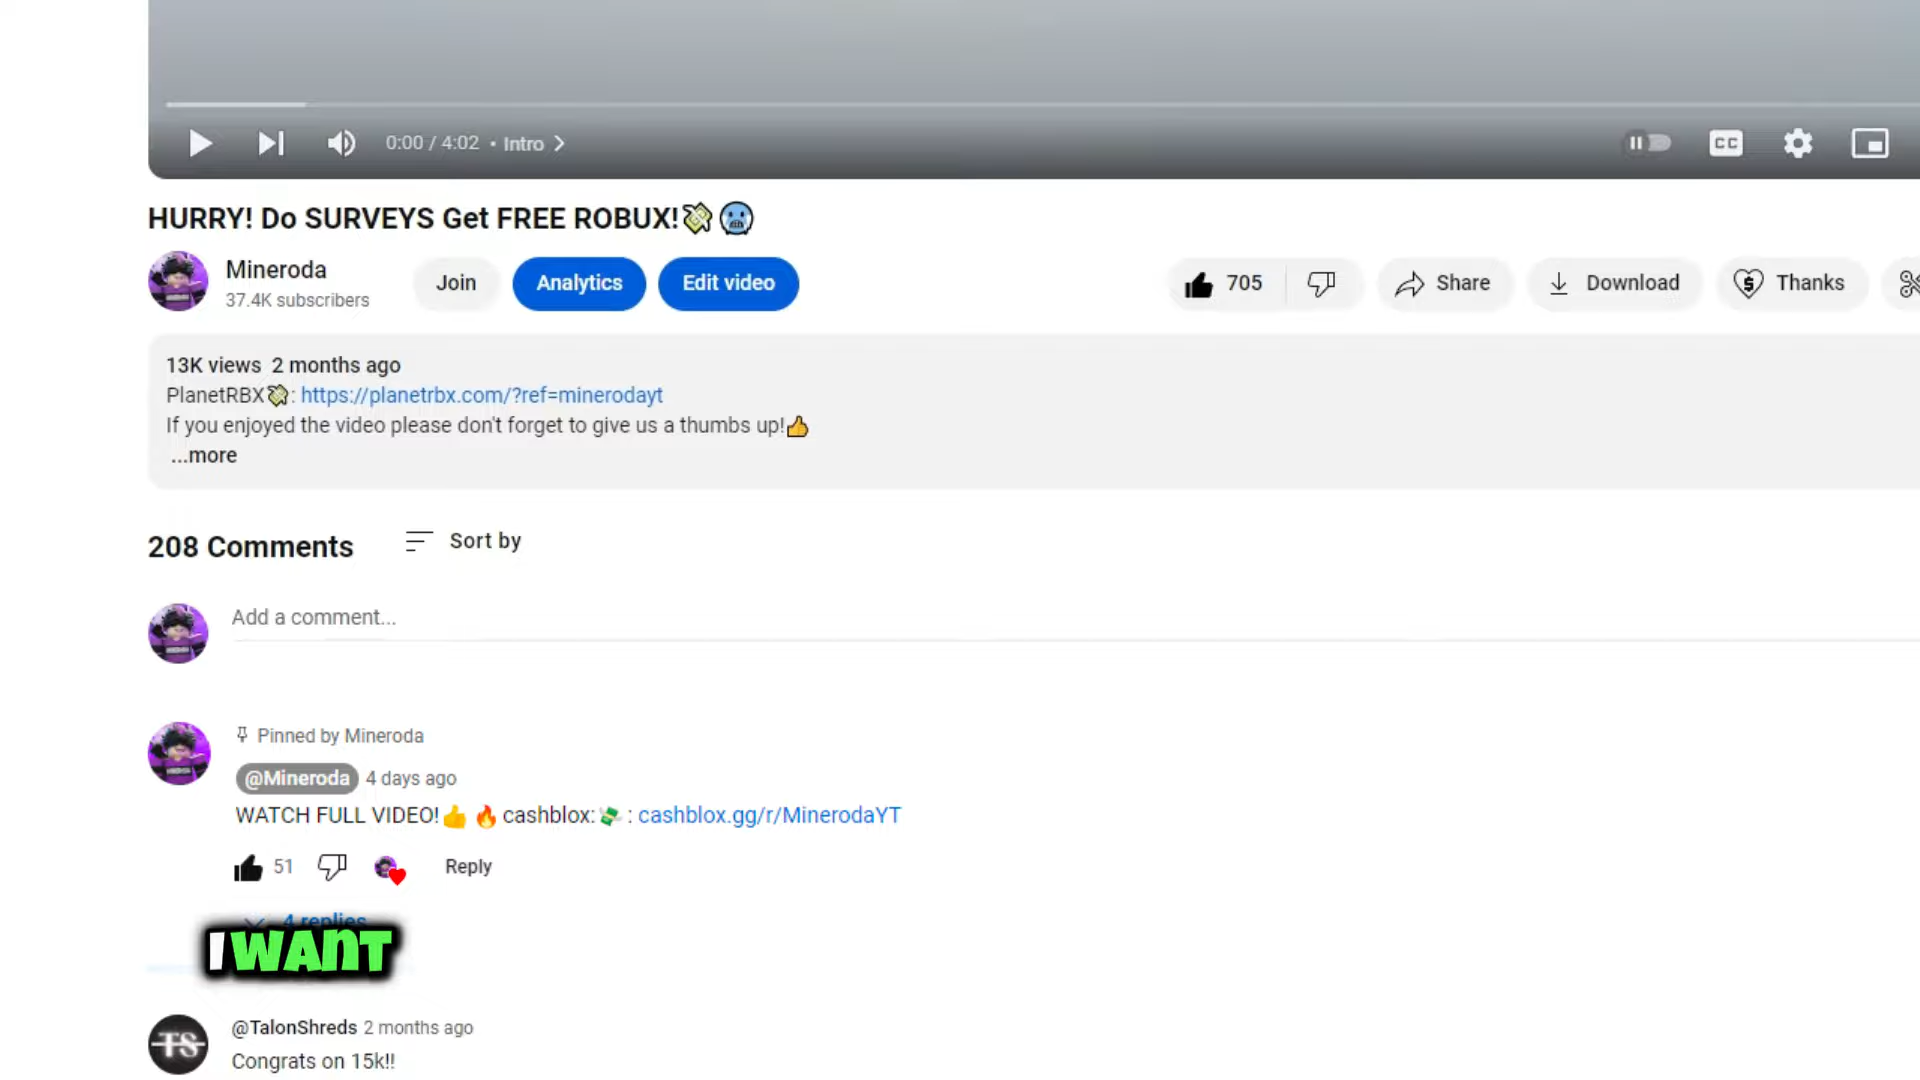 0:00 / 4:02 • Intro
CC
HURRY! Do SURVEYS Get FREE ROBUX!💸🥶
Mineroda
37.4K subscribers
Join
Analytics
Edit video
705
Share
Download
Thanks
13K views 2 months ago
PlanetRBX💸: https://planetrbx.com/?ref=minerodayt
If you enjoyed the video please don't forget to give us a thumbs up!👍
...more
208 Comments
Sort by
Add a comment...
Pinned by Mineroda
@Mineroda 4 days ago
WATCH FULL VIDEO!👍 🔥 cashblox:💸 : cashblox.gg/r/MinerodaYT
51
Reply
4 replies
I WANT
TS
@TalonShreds 2 months ago
Congrats on 15k!!